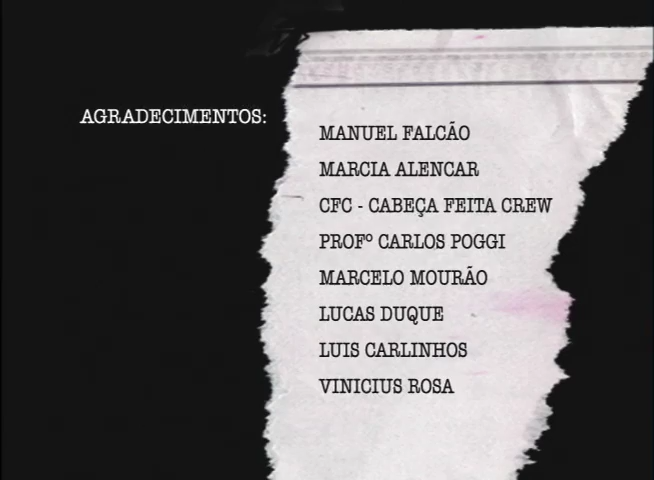 AGRADECIMENTOS:
MANUEL FALCÃO
MARCIA ALENCAR
CFC - CABEÇA FEITA CREW
PROFº CARLOS POGGI
MARCELO MOURÃO
LUCAS DUQUE
LUIS CARLINHOS
VINICIUS ROSA